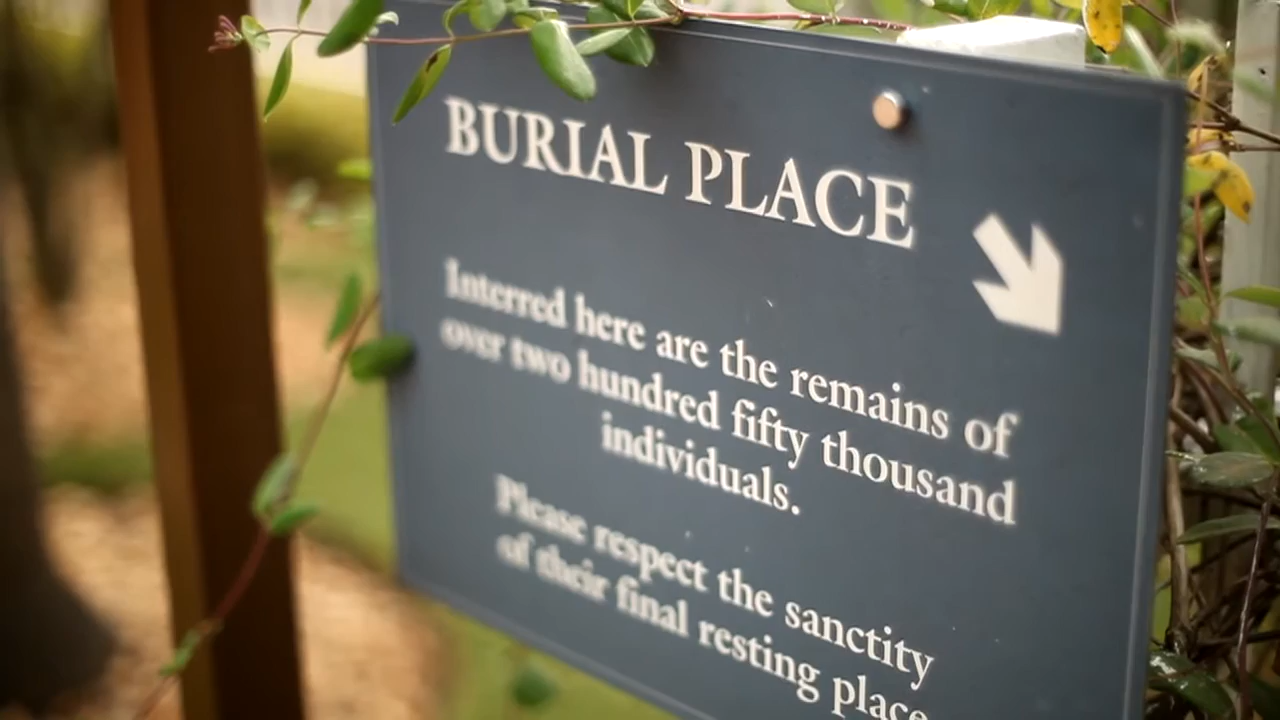 BURIAL PLACE
Interred here are the remains of
over two hundred fifty thousand
individuals.
Please respect the sanctity
of their final resting place